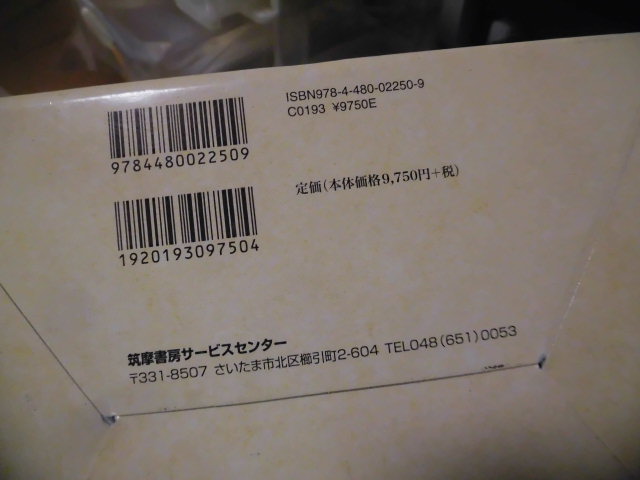 ISBN978-4-480-02250-9
C0193 ¥9750E
9784480022509
定価(本体価格9,750円+税)
1920193097504
筑摩書房サービスセンター
〒331-8507 さいたま市北区櫛引町2-604 TEL048(651)0053